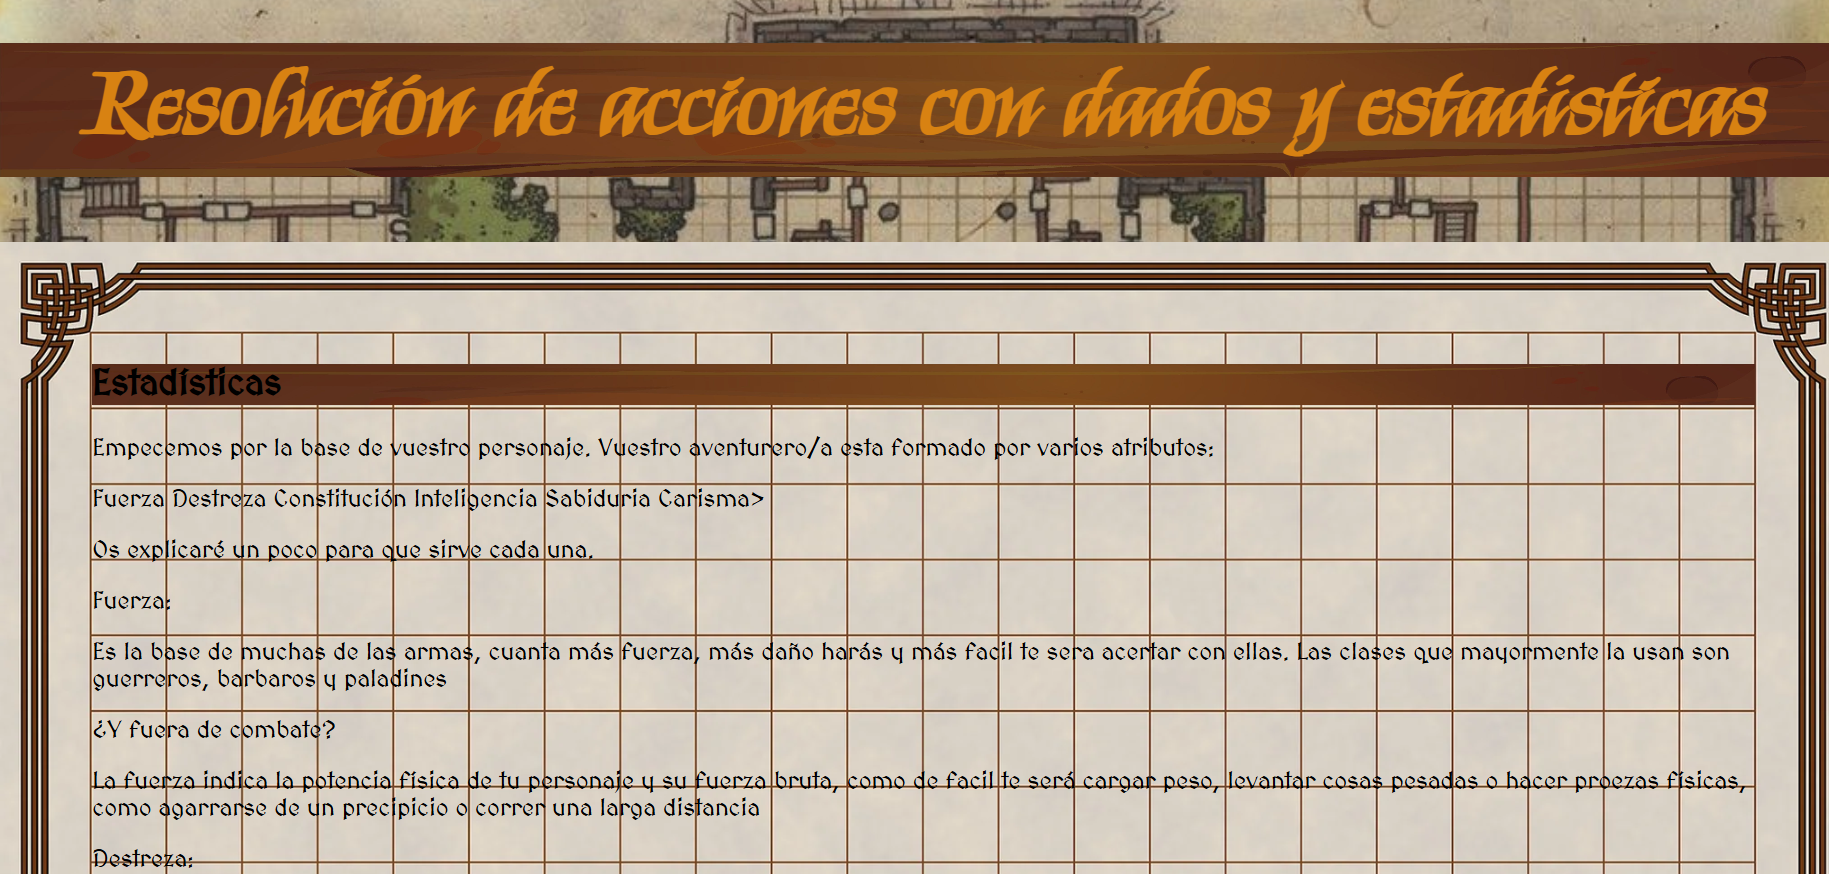 Resolución de acciones con dados y estadísticas
Estadísticas
Empecemos por la base de vuestro personaje. Vuestro aventurero/a esta formado por varios atributos:
Fuerza Destreza Constitución Inteligencia Sabiduria Carisma>
Os explicaré un poco para que sirve cada una.
Fuerza:
Es la base de muchas de las armas, cuanta más fuerza, más daño harás y más facil te sera acertar con ellas. Las clases que mayormente la usan son
guerreros, barbaros y paladines
¿Y fuera de combate?
La fuerza indica la potencia física de tu personaje y su fuerza bruta, como de facil te será cargar peso, levantar cosas pesadas o hacer proezas físicas,
como agarrarse de un precipicio o correr una larga distancia
Destreza: